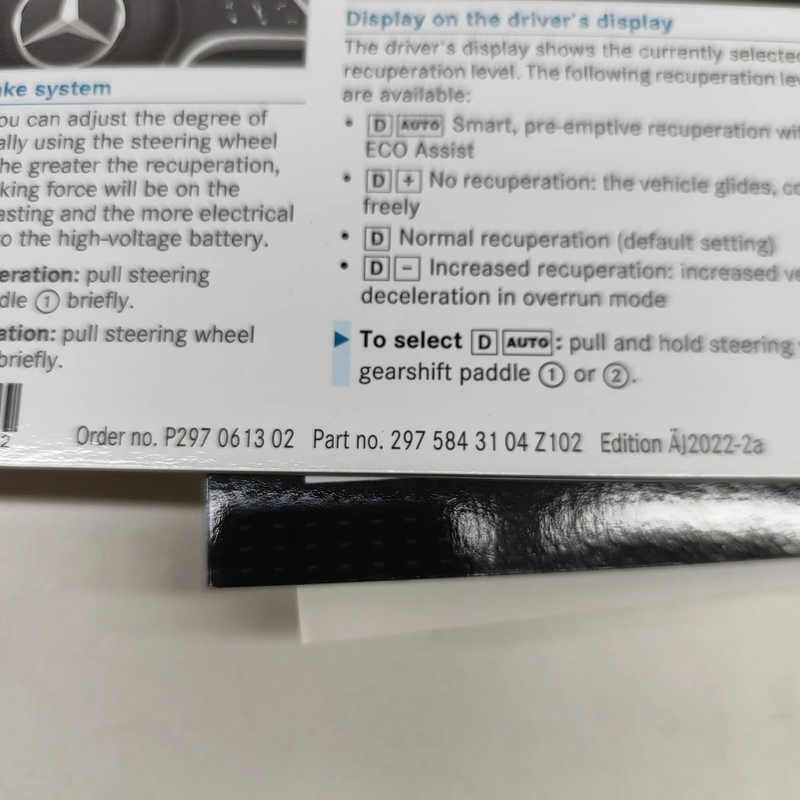 ke system
ou can adjust the degree of
ally using the steering wheel
he greater the recuperation,
king force will be on the
asting and the more electrical
o the high-voltage battery.
eration: pull steering
dle ① briefly.
ation: pull steering wheel
briefly.
2
Display on the driver's display
The driver's display shows the currently selected
recuperation level. The following recuperation lev
are available:
• D AUTO Smart, pre-emptive recuperation wit
ECO Assist
• D + No recuperation: the vehicle glides, co
freely
• D Normal recuperation (default setting)
• D − Increased recuperation: increased ve
deceleration in overrun mode
▶ To select D AUTO: pull and hold steering
gearshift paddle ① or ②.
Order no. P297 0613 02 Part no. 297 584 31 04 Z102 Edition ÄJ2022-2a